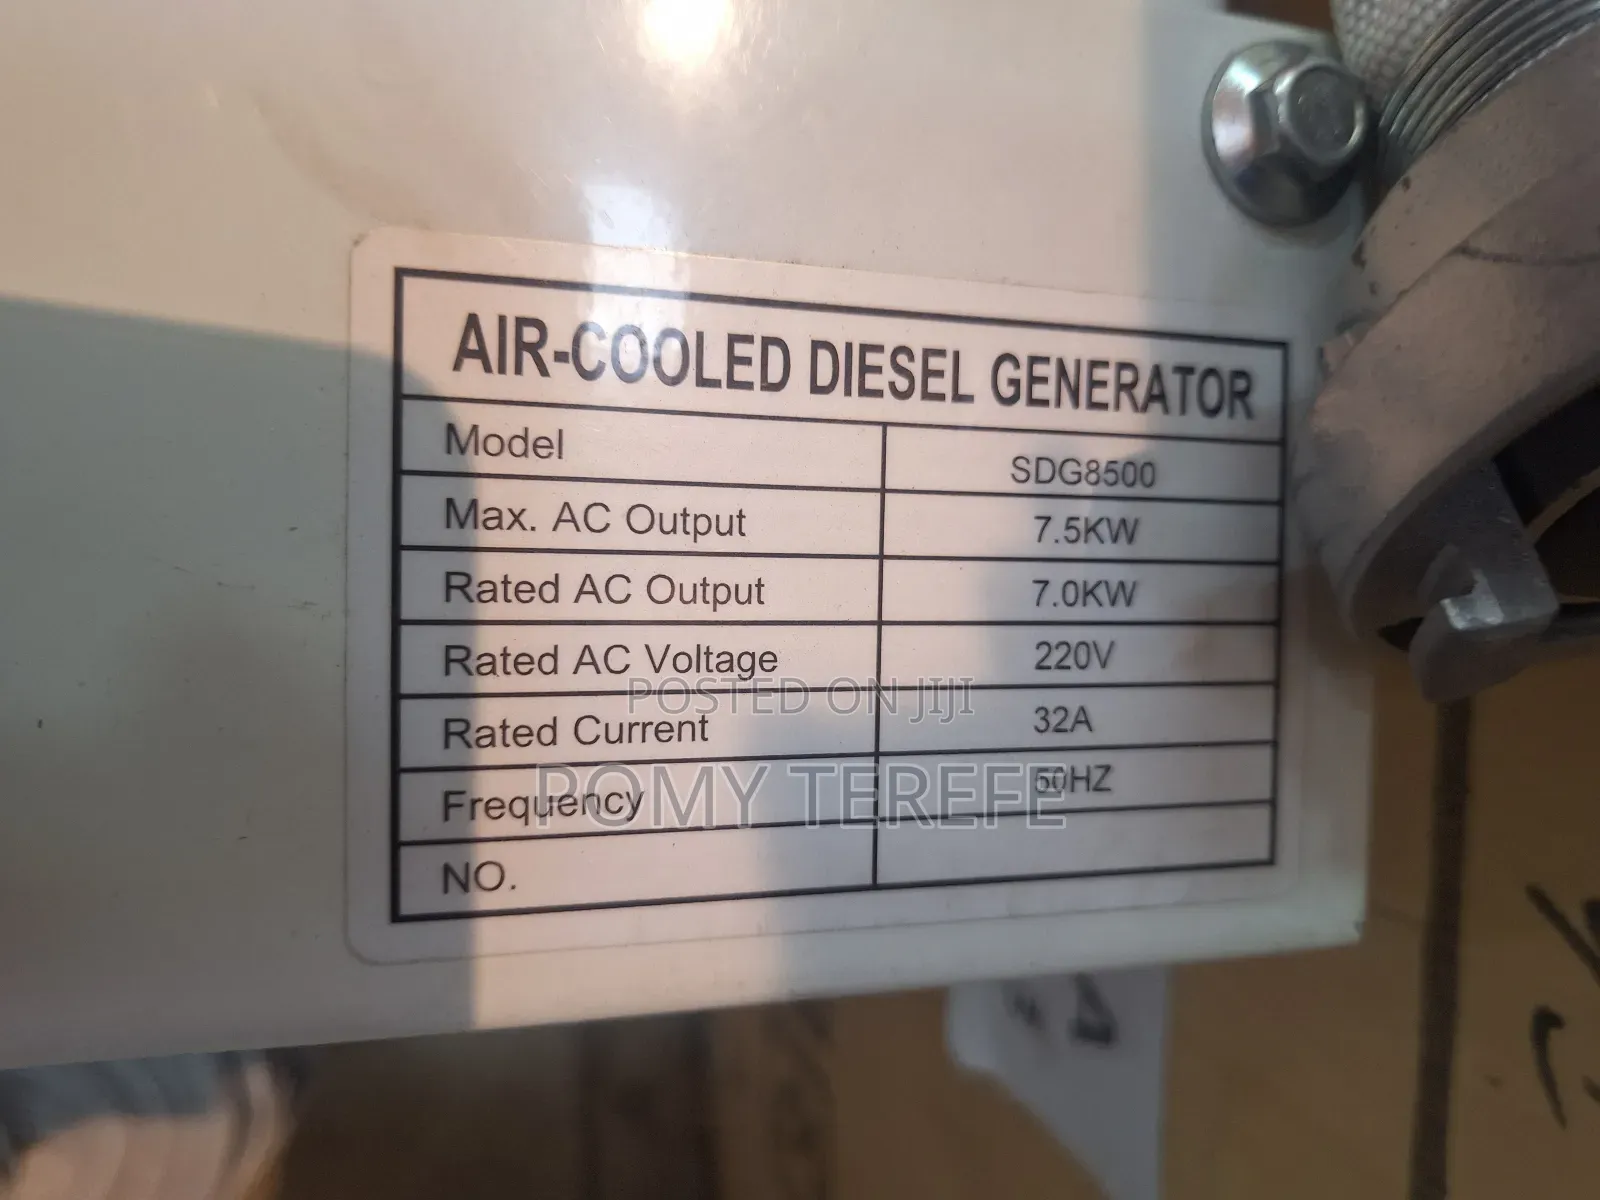 AIR-COOLED DIESEL GENERATOR
Model SDG8500
Max. AC Output 7.5KW
Rated AC Output 7.0KW
Rated AC Voltage 220V
POSTED ON JIJI
Rated Current 32A
POMY TEREFE
Frequency 50HZ
NO.